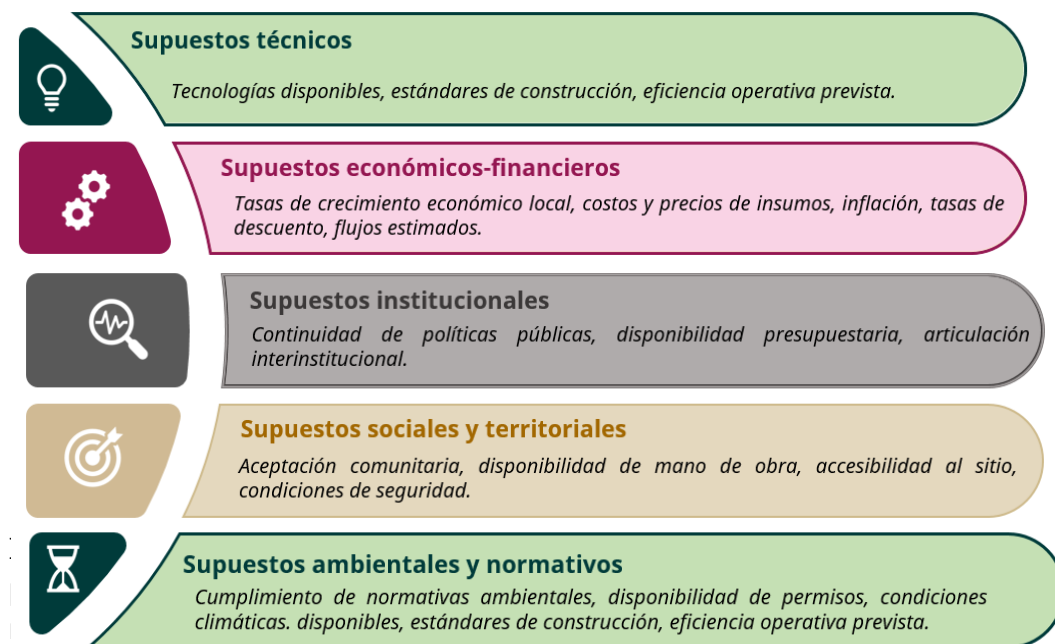 Supuestos técnicos
Tecnologías disponibles, estándares de construcción, eficiencia operativa prevista.
Supuestos económicos-financieros
Tasas de crecimiento económico local, costos y precios de insumos, inflación, tasas de
descuento, flujos estimados.
Supuestos institucionales
Continuidad de políticas públicas, disponibilidad presupuestaria, articulación
interinstitucional.
Supuestos sociales y territoriales
Aceptación comunitaria, disponibilidad de mano de obra, accesibilidad al sitio,
condiciones de seguridad.
Supuestos ambientales y normativos
Cumplimiento de normativas ambientales, disponibilidad de permisos, condiciones
climáticas. disponibles, estándares de construcción, eficiencia operativa prevista.